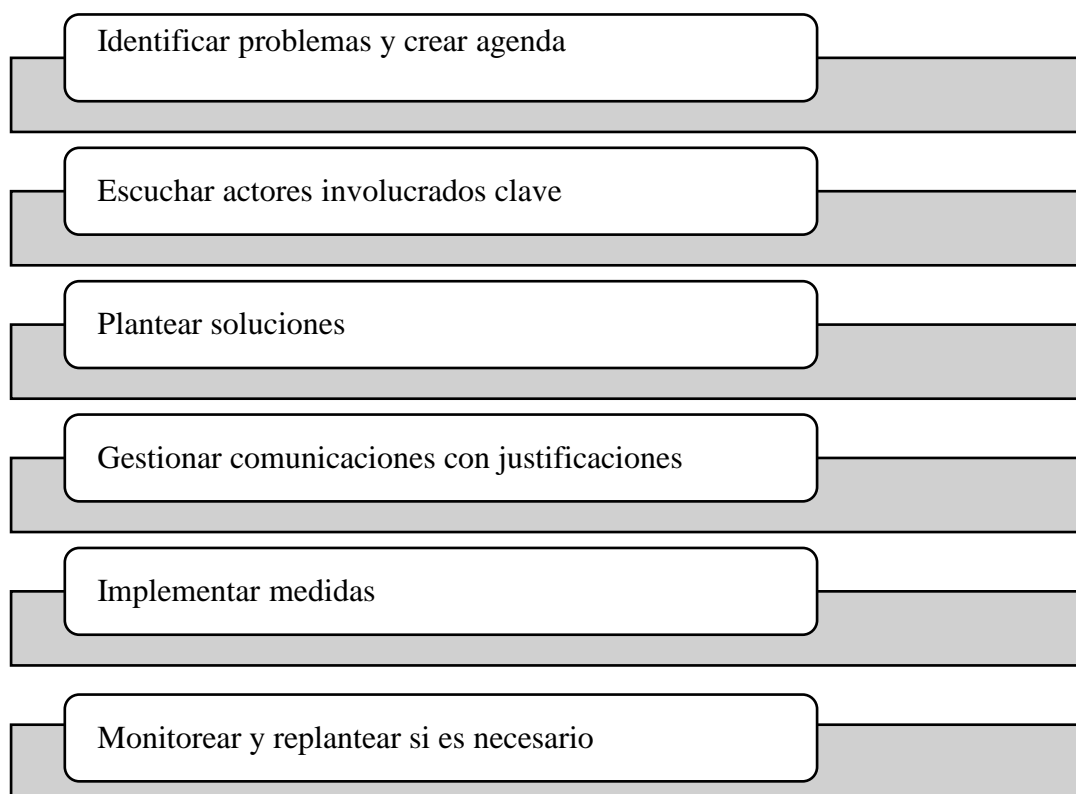 Identificar problemas y crear agenda
Escuchar actores involucrados clave
Plantear soluciones
Gestionar comunicaciones con justificaciones
Implementar medidas
Monitorear y replantear si es necesario